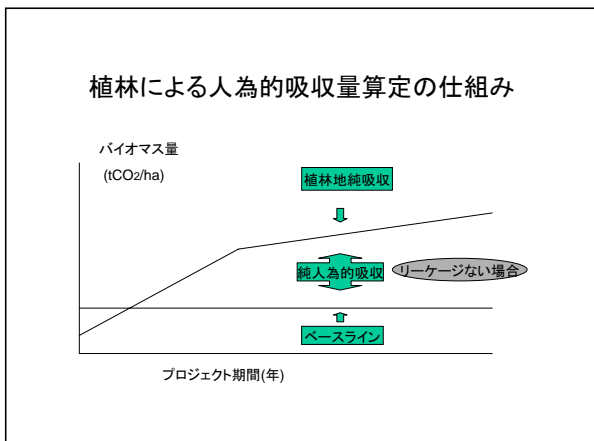 植林による人為的吸収量算定の仕組み
バイオマス量
(tCO2/ha)
植林地純吸収
純人為的吸収
リーケージない場合
ベースライン
プロジェクト期間(年)